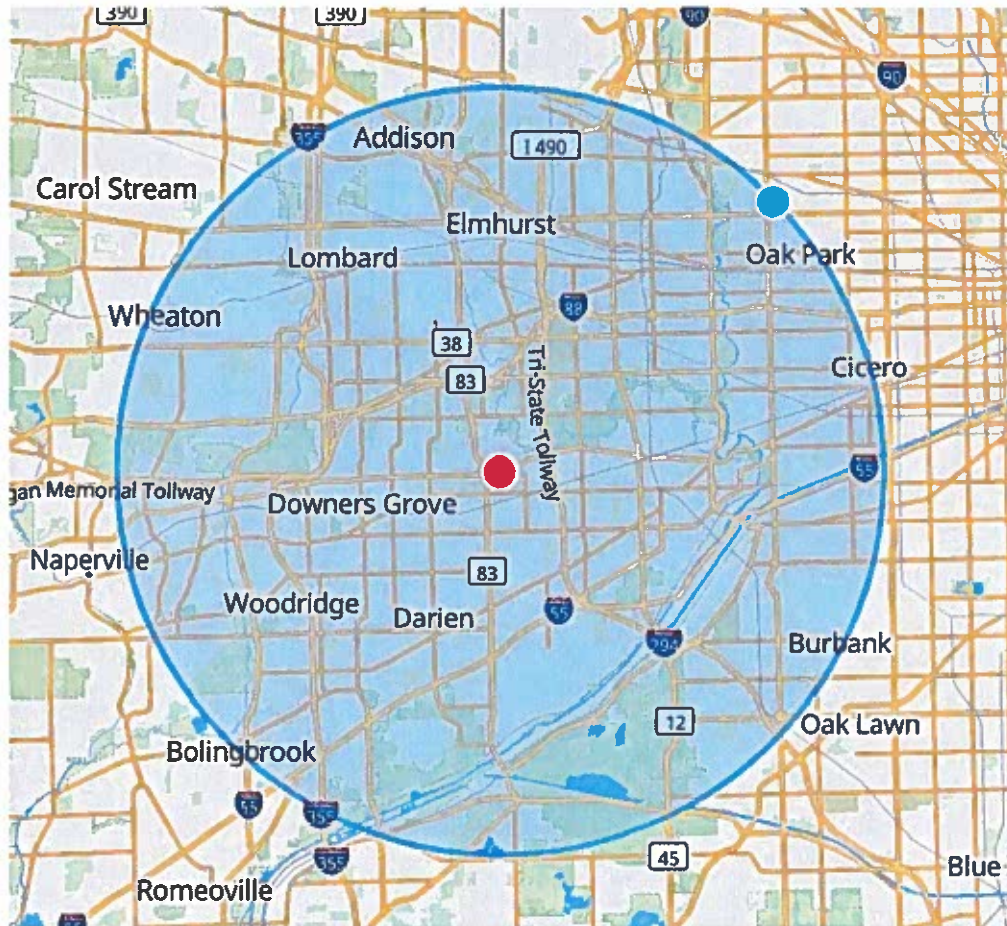 390
390
90
90
355
Addison
I 490
Carol Stream
Elmhurst
Oak Park
Lombard
88
Wheaton
38
83
Tri-State Tollway
Cicero
55
gan Memorial Tollway
Downers Grove
Naperville
83
Woodridge
Darien
55
294
Burbank
12
Oak Lawn
Bolingbrook
55
355
355
45
Blue
Romeoville